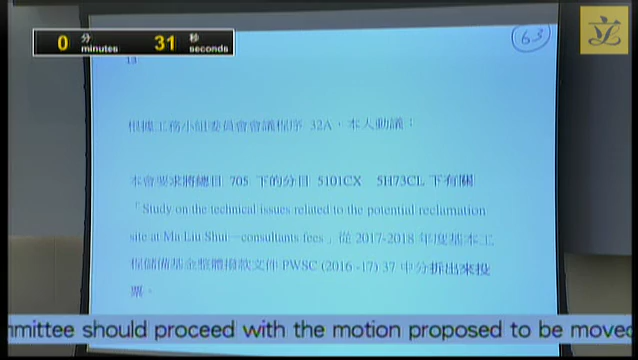 0 分 minutes 31 秒 seconds
63
立
13
根據工務小組委員會會議程序 32A，本人動議：
本會要求將總目 705 下的分目 5101CX 5H73CL 下有關
「Study on the technical issues related to the potential reclamation
site at Ma Liu Shui—consultants fees」從 2017-2018 年度基本工
程儲備基金整體撥款文件 PWSC (2016 -17) 37 中分拆出來投
票。
mmittee should proceed with the motion proposed to be moved